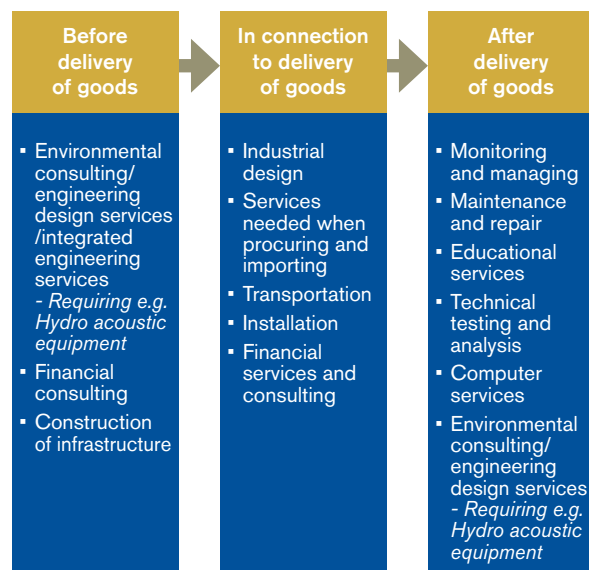 Before
delivery
of goods
▪ Environmental
consulting/
engineering
design services
/integrated
engineering
services
- Requiring e.g.
Hydro acoustic
equipment
▪ Financial
consulting
▪ Construction
of infrastructure
In connection
to delivery
of goods
▪ Industrial
design
▪ Services
needed when
procuring and
importing
▪ Transportation
▪ Installation
▪ Financial
services and
consulting
After
delivery
of goods
▪ Monitoring
and managing
▪ Maintenance
and repair
▪ Educational
services
▪ Technical
testing and
analysis
▪ Computer
services
▪ Environmental
consulting/
engineering
design services
- Requiring e.g.
Hydro acoustic
equipment